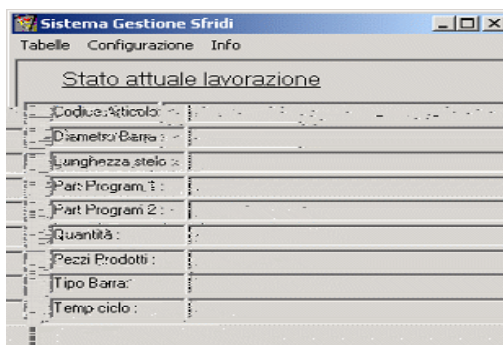 Sistema Gestione Sfridi
Tabelle Configurazione Info
Stato attuale lavorazione
Codice Articolo:
Diametro Barra :
Lunghezza stelo :
Part Program 1 :
Part Program 2 :
Quantità :
Pezzi Prodotti :
Tipo Barra:
Temp ciclo :